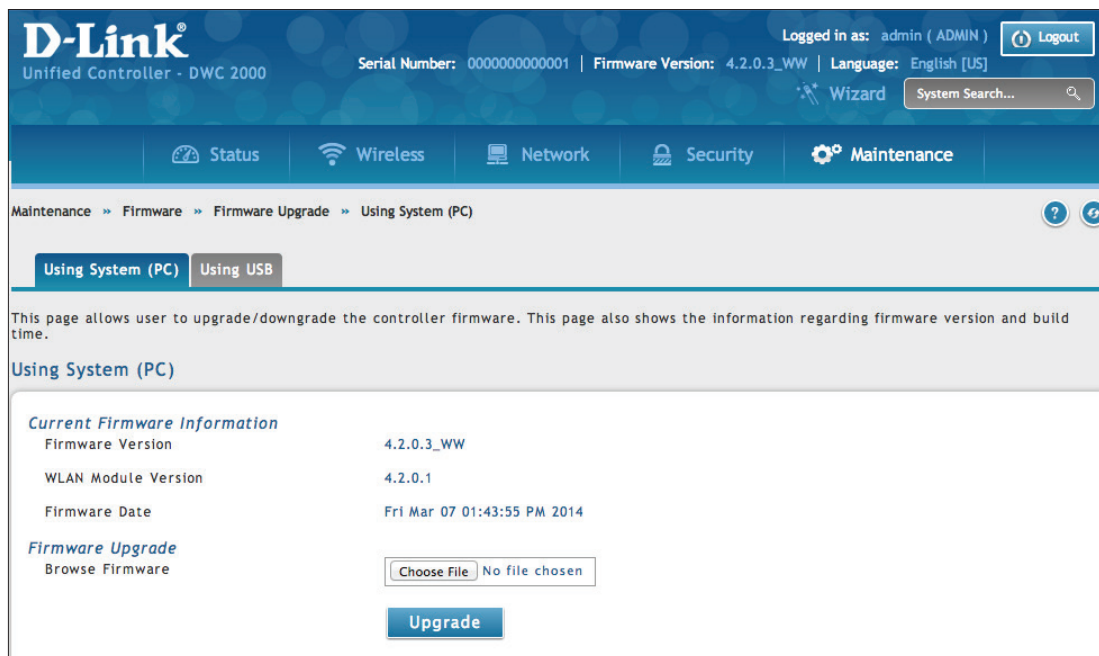 D-Link®
Unified Controller - DWC 2000
Logged in as: admin ( ADMIN )
Logout
Serial Number: 0000000000001 | Firmware Version: 4.2.0.3_WW | Language: English [US]
Wizard
System Search...
Status
Wireless
Network
Security
Maintenance
Maintenance » Firmware » Firmware Upgrade » Using System (PC)
?
Using System (PC)
Using USB
This page allows user to upgrade/downgrade the controller firmware. This page also shows the information regarding firmware version and build
time.
Using System (PC)
Current Firmware Information
Firmware Version 4.2.0.3_WW
WLAN Module Version 4.2.0.1
Firmware Date Fri Mar 07 01:43:55 PM 2014
Firmware Upgrade
Browse Firmware Choose File No file chosen
Upgrade